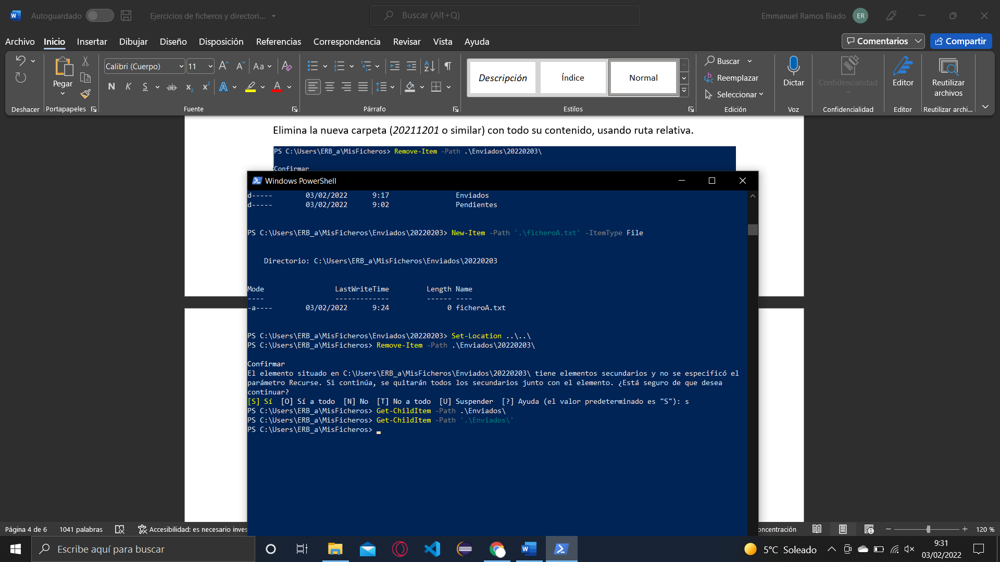 Autoguardado
Ejercicios de ficheros y directori...
Buscar (Alt+Q)
Emmanuel Ramos Biado
ER
Archivo Inicio Insertar Dibujar Diseño Disposición Referencias Correspondencia Revisar Vista Ayuda
Comentarios
Compartir
Pegar
Calibri (Cuerpo) 11
Descripción
Índice
Normal
Buscar
Reemplazar
Seleccionar
Dictar
Confidencialidad
Editor
Reutilizar archivos
Deshacer Portapapeles Fuente Párrafo Estilos Edición Voz Confidencialidad Editor Reutilizar archi...
Elimina la nueva carpeta (20211201 o similar) con todo su contenido, usando ruta relativa.
PS C:\Users\ERB_a\MisFicheros> Remove-Item -Path .\Enviados\20220203\
Confirmar
Windows PowerShell
d----- 03/02/2022 9:17 Enviados
d----- 03/02/2022 9:02 Pendientes
PS C:\Users\ERB_a\MisFicheros\Enviados\20220203> New-Item -Path '.\ficheroA.txt' -ItemType File
Directorio: C:\Users\ERB_a\MisFicheros\Enviados\20220203
Mode LastWriteTime Length Name
---- ------------- ------ ----
-a---- 03/02/2022 9:24 0 ficheroA.txt
PS C:\Users\ERB_a\MisFicheros\Enviados\20220203> Set-Location ..\..\
PS C:\Users\ERB_a\MisFicheros> Remove-Item -Path .\Enviados\20220203\
Confirmar
El elemento situado en C:\Users\ERB_a\MisFicheros\Enviados\20220203\ tiene elementos secundarios y no se especificó el
parámetro Recurse. Si continúa, se quitarán todos los secundarios junto con el elemento. ¿Está seguro de que desea
continuar?
[S] Sí [O] Sí a todo [N] No [T] No a todo [U] Suspender [?] Ayuda (el valor predeterminado es "S"): s
PS C:\Users\ERB_a\MisFicheros> Get-ChildItem -Path .\Enviados\
PS C:\Users\ERB_a\MisFicheros> Get-ChildItem -Path '.\Enviados\'
PS C:\Users\ERB_a\MisFicheros>
Página 4 de 6 1041 palabras Accesibilidad: es necesario inves oncentración 120 %
Escribe aquí para buscar
5°C Soleado
9:31
03/02/2022